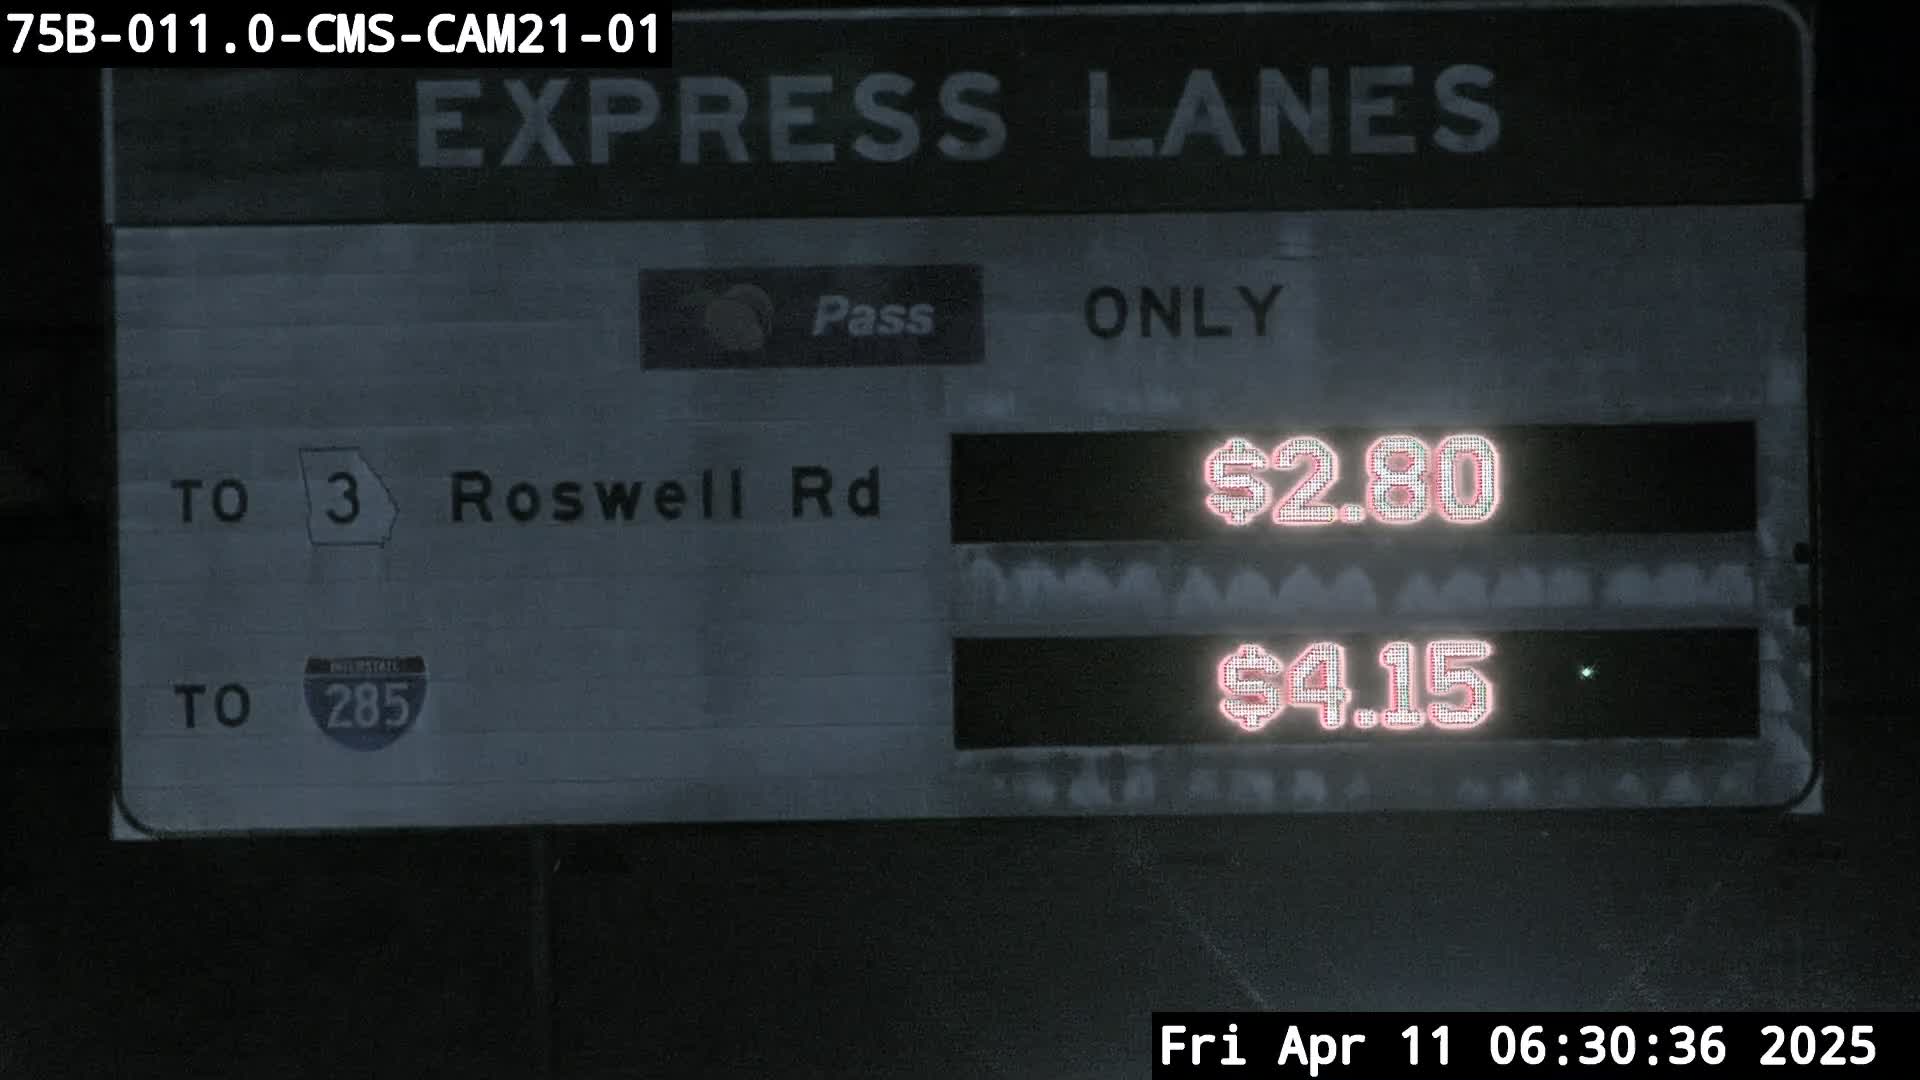 75B-011.0-CMS-CAM21-01
EXPRESS LANES
Pass ONLY
TO 3 Roswell Rd $2.80
TO INTERSTATE 285 $4.15
Fri Apr 11 06:30:36 2025